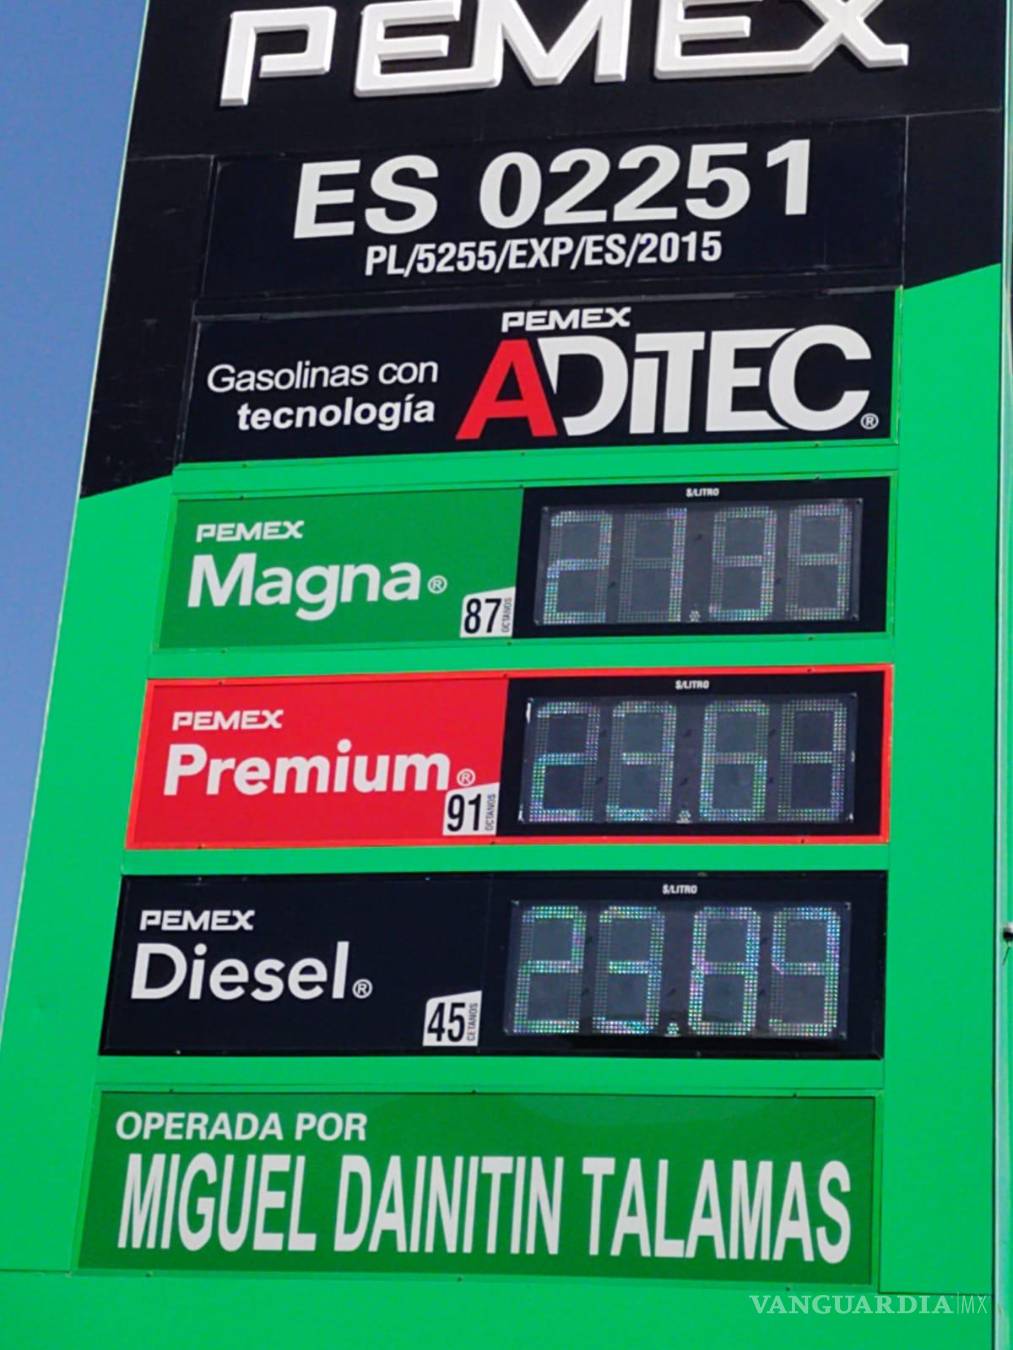 PEMEX
ES 02251
PL/5255/EXP/ES/2015
PEMEX
Gasolinas con
tecnología
ADITEC®
$/LITRO
PEMEX
Magna®
87
OCTANOS
$/LITRO
PEMEX
Premium®
91
OCTANOS
$/LITRO
23.89
PEMEX
Diesel®
45
CETANOS
OPERADA POR
MIGUEL DAINITIN TALAMAS
VANGUARDIA|MX